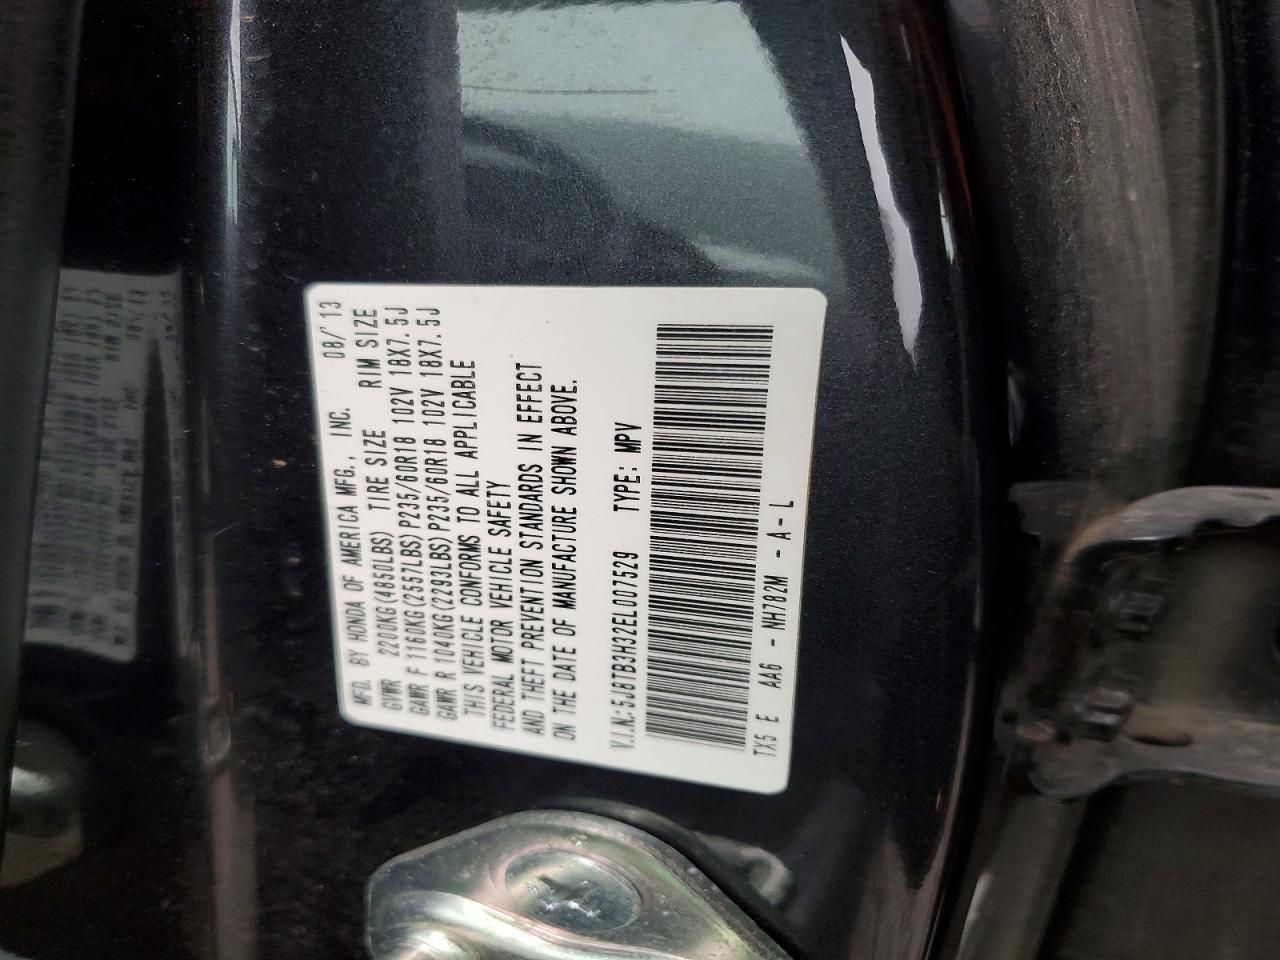 MFD. BY HONDA OF AMERICA MFG., INC. 08/'13
GVWR 2200KG(4850LBS) TIRE SIZE RIM SIZE
GAWR F 1160KG(2557LBS) P235/60R18 102V 18X7.5J
GAWR R 1040KG(2293LBS) P235/60R18 102V 18X7.5J
THIS VEHICLE CONFORMS TO ALL APPLICABLE
FEDERAL MOTOR VEHICLE SAFETY
AND THEFT PREVENTION STANDARDS IN EFFECT
ON THE DATE OF MANUFACTURE SHOWN ABOVE.
V.I.N.:5J8TB3H32EL007529 TYPE: MPV
TX5 E AA6 - NH782M - A - L